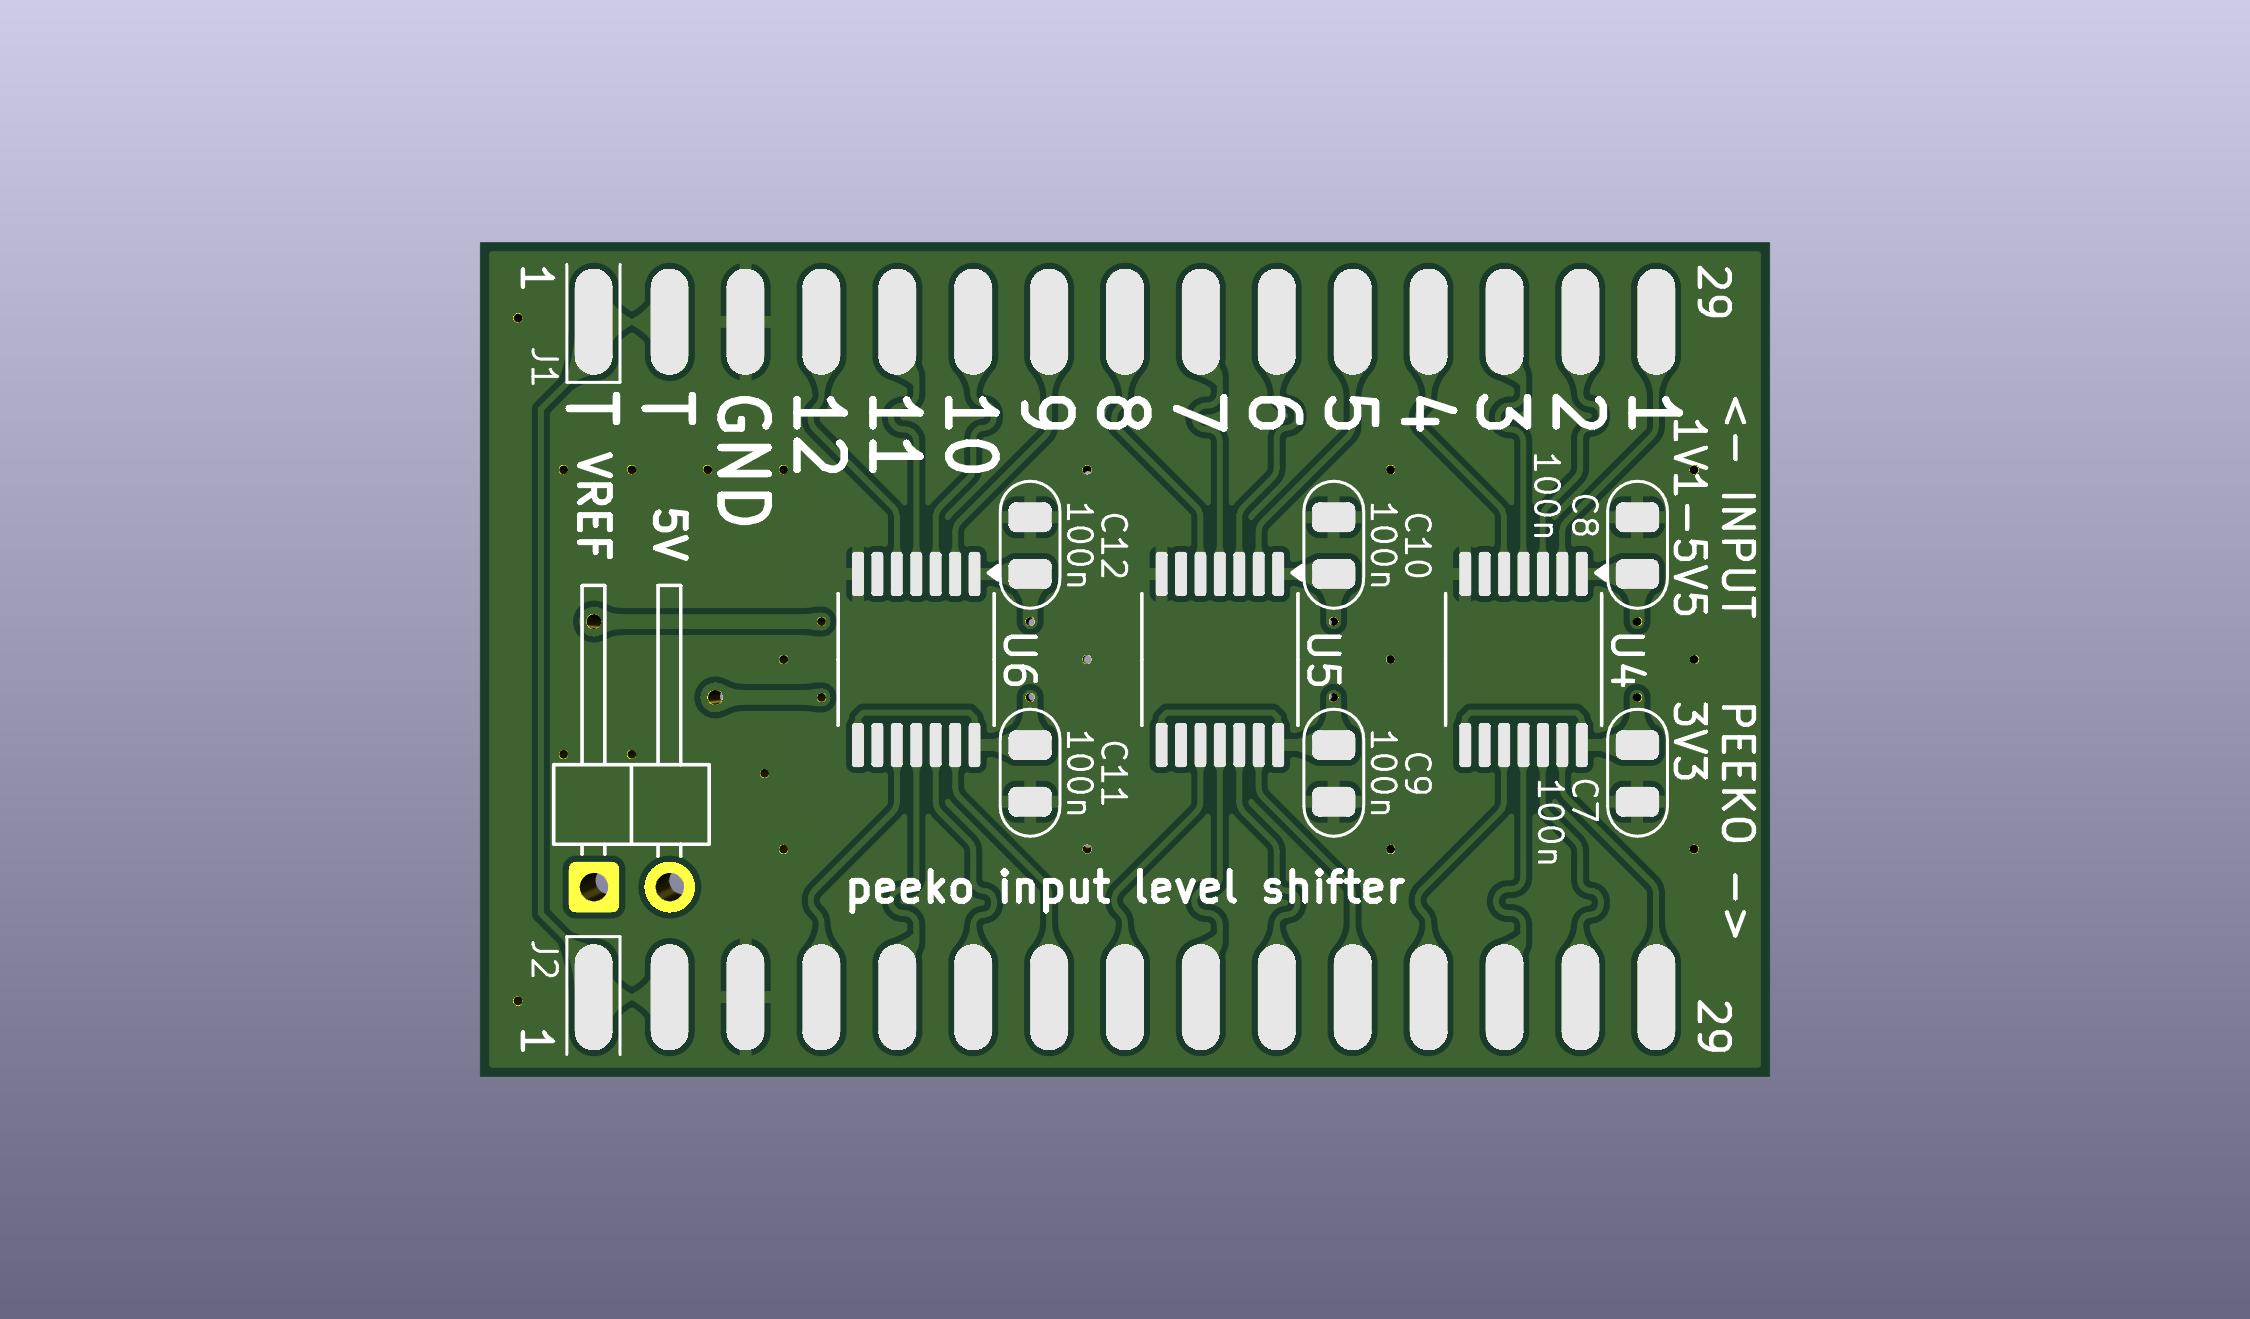 1
29
J1
T
T
GND
12
11
10
9
8
7
6
5
4
3
2
1
<- INPUT
1V1-5V5
VREF
5V
C12
100n
C10
100n
C8
100n
U6
U5
U4
PEEKO ->
3V3
C11
100n
C9
100n
C7
100n
peeko input level shifter
J2
1
29